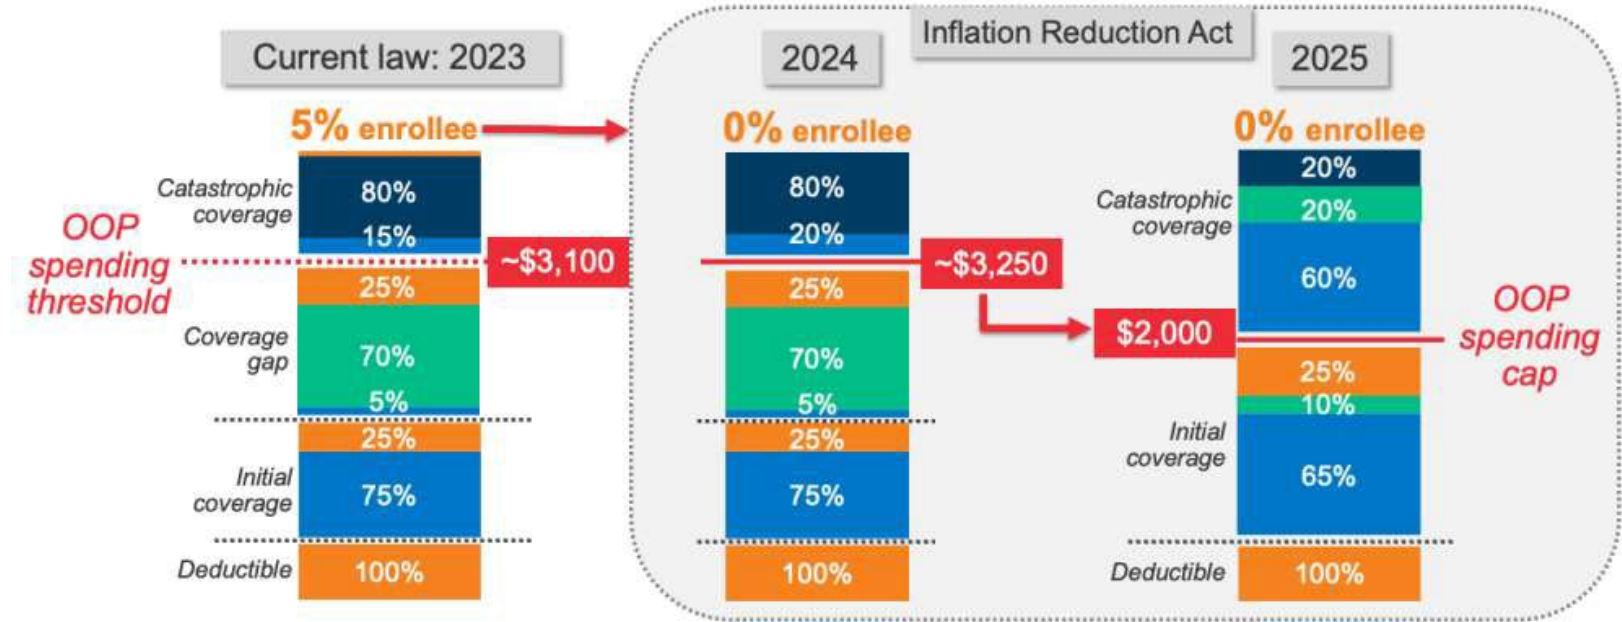 Inflation Reduction Act
Current law: 2023
5% enrollee
Catastrophic
coverage
80%
15%
OOP
spending
threshold
~$3,100
Coverage
gap
25%
70%
5%
Initial
coverage
25%
75%
Deductible
100%
2024
0% enrollee
80%
20%
~$3,250
25%
70%
5%
25%
75%
100%
2025
0% enrollee
Catastrophic
coverage
20%
20%
60%
$2,000
OOP
spending
cap
Initial
coverage
25%
10%
65%
Deductible
100%